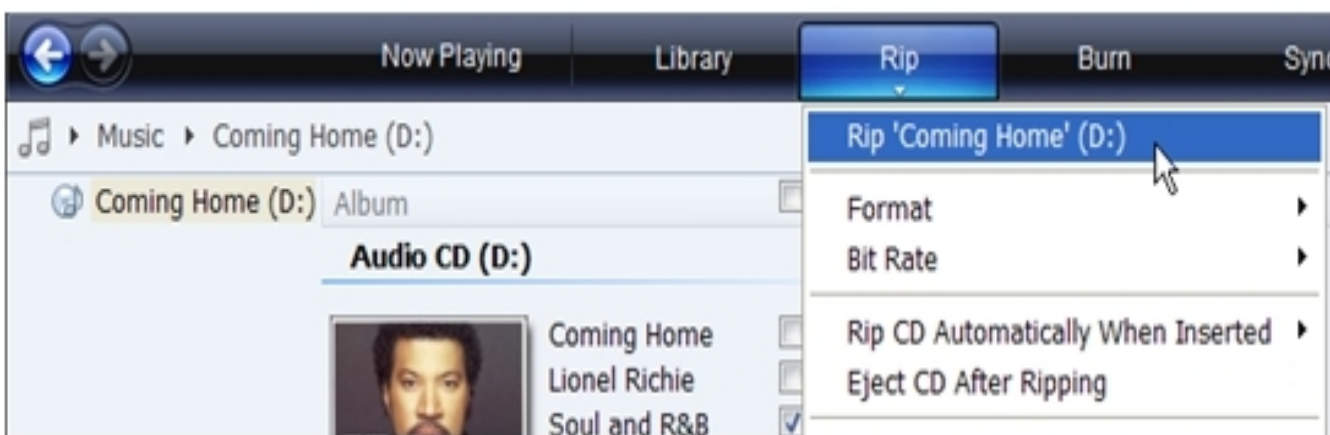 Now Playing Library Rip Burn Sync
Music Coming Home (D:)
Rip 'Coming Home' (D:)
Coming Home (D:) Album
Format
Audio CD (D:)
Bit Rate
Coming Home
Rip CD Automatically When Inserted
Lionel Richie
Eject CD After Ripping
Soul and R&B